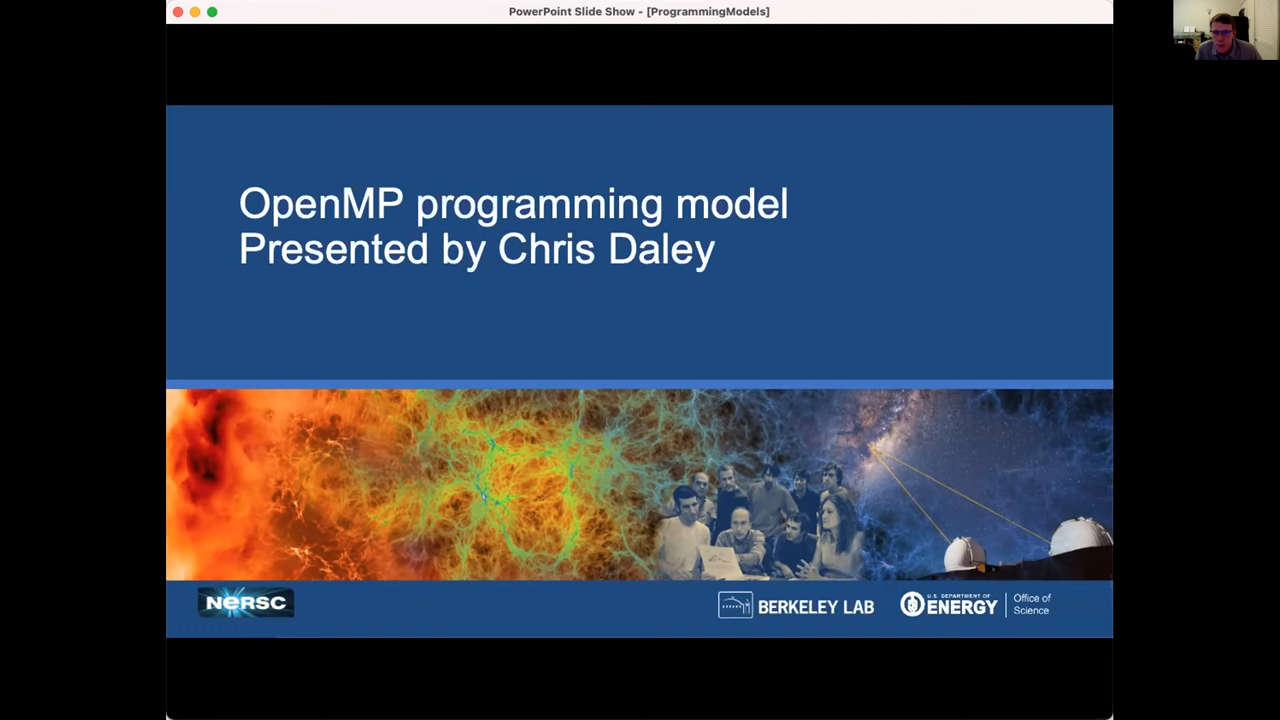 PowerPoint Slide Show - [ProgrammingModels]
OpenMP programming model
Presented by Chris Daley
NERSC
BERKELEY LAB
U.S. DEPARTMENT OF
ENERGY
Office of
Science